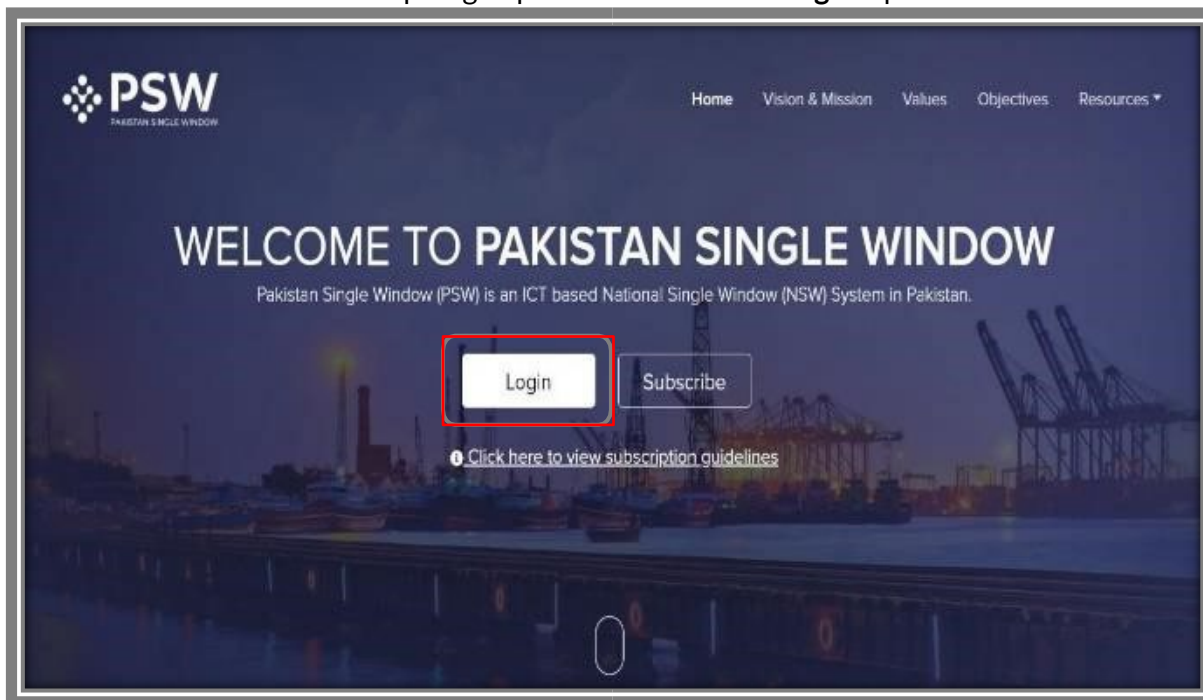 PSW
PAKISTAN SINGLE WINDOW
Home Vision & Mission Values Objectives Resources
WELCOME TO PAKISTAN SINGLE WINDOW
Pakistan Single Window (PSW) is an ICT based National Single Window (NSW) System in Pakistan.
Login Subscribe
Click here to view subscription guidelines